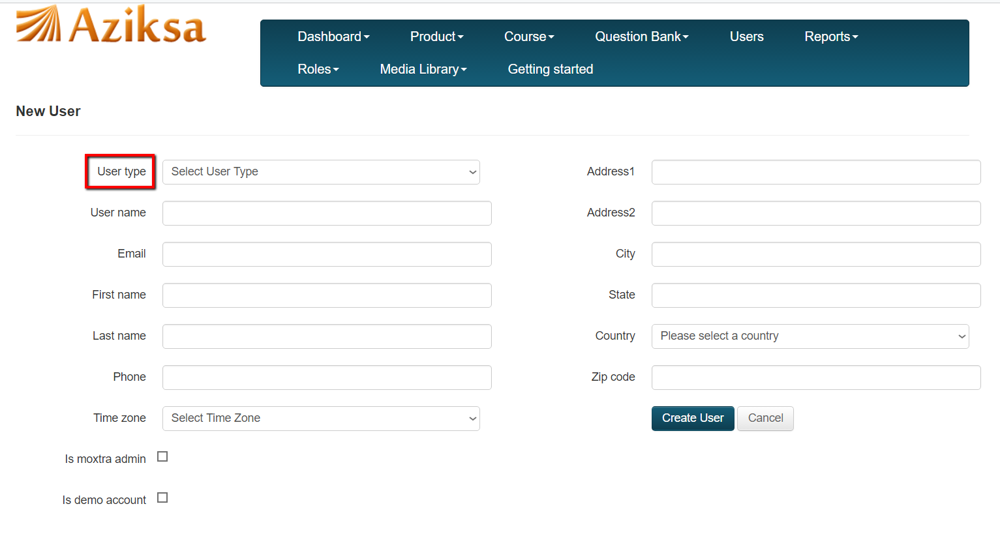 Aziksa
Dashboard Product Course Question Bank Users Reports
Roles Media Library Getting started
New User
User type Select User Type
User name
Email
First name
Last name
Phone
Time zone Select Time Zone
Is moxtra admin
Is demo account
Address1
Address2
City
State
Country Please select a country
Zip code
Create User Cancel